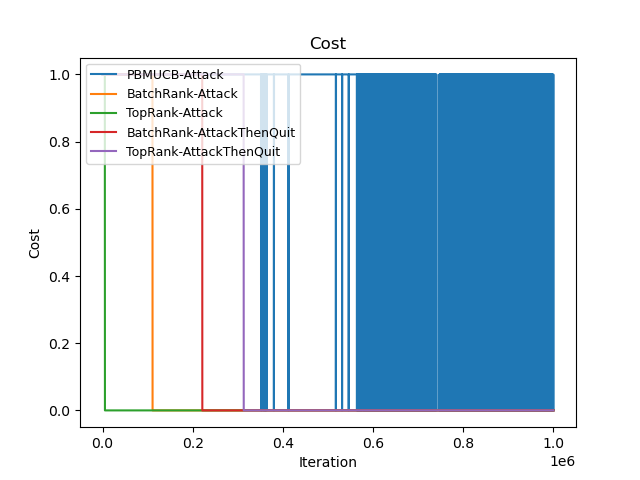 Cost
PBMUCB-Attack
BatchRank-Attack
TopRank-Attack
BatchRank-AttackThenQuit
TopRank-AttackThenQuit
1.0
0.8
0.6
0.4
0.2
0.0
Cost
0.0 0.2 0.4 0.6 0.8 1.0
Iteration
1e6